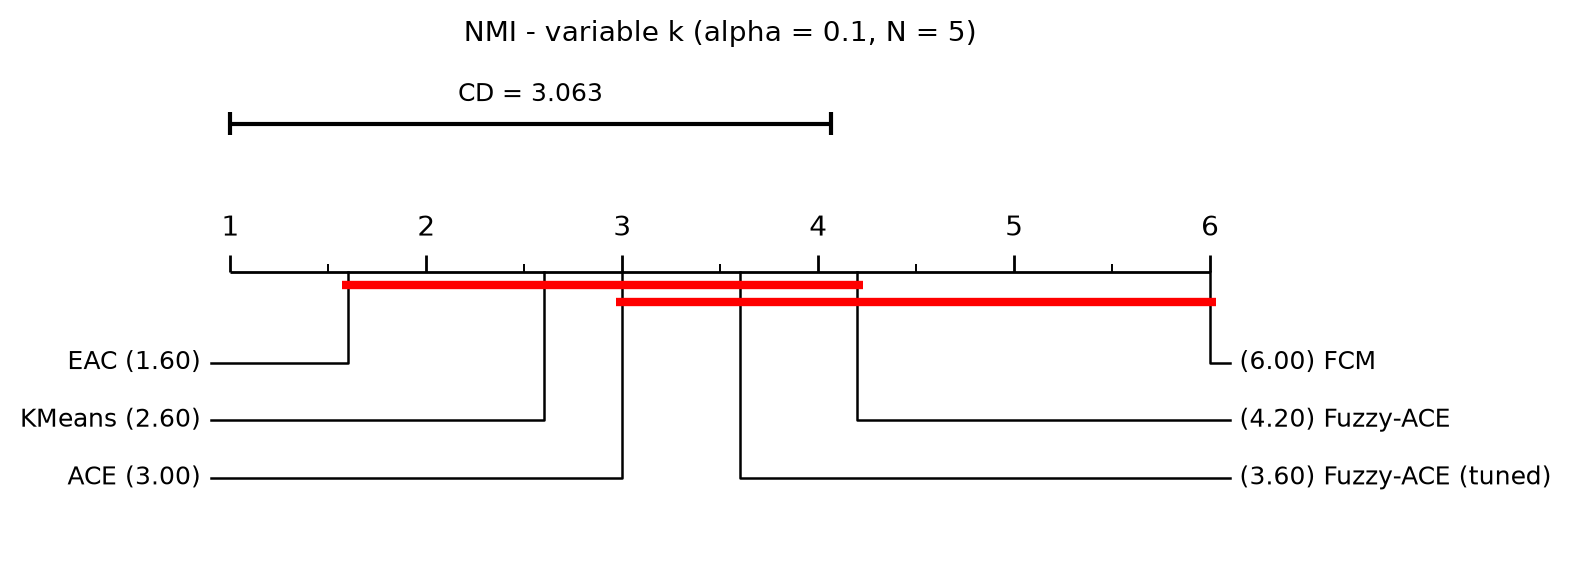 NMI - variable k (alpha = 0.1, N = 5)
CD = 3.063
1 2 3 4 5 6
EAC (1.60)
(6.00) FCM
KMeans (2.60)
(4.20) Fuzzy-ACE
ACE (3.00)
(3.60) Fuzzy-ACE (tuned)